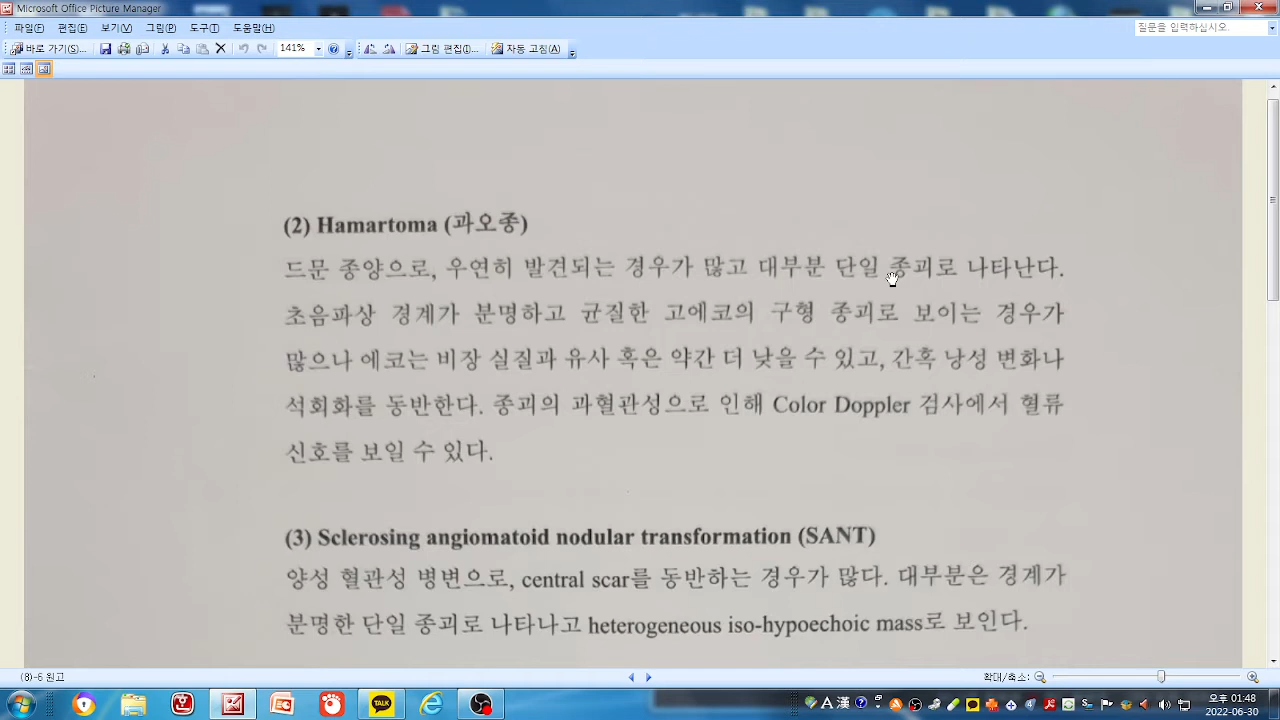 Microsoft Office Picture Manager
파일(F) 편집(E) 보기(V) 그림(P) 도구(T) 도움말(H)
질문을 입력하십시오.
바로 가기(S)... 141% 그림 편집(I)... 자동 고침(A)
(2) Hamartoma (과오종)
드문 종양으로, 우연히 발견되는 경우가 많고 대부분 단일 종괴로 나타난다.
초음파상 경계가 분명하고 균질한 고에코의 구형 종괴로 보이는 경우가
많으나 에코는 비장 실질과 유사 혹은 약간 더 낮을 수 있고, 간혹 낭성 변화나
석회화를 동반한다. 종괴의 과혈관성으로 인해 Color Doppler 검사에서 혈류
신호를 보일 수 있다.
(3) Sclerosing angiomatoid nodular transformation (SANT)
양성 혈관성 병변으로, central scar를 동반하는 경우가 많다. 대부분은 경계가
분명한 단일 종괴로 나타나고 heterogeneous iso-hypoechoic mass로 보인다.
(8)-6 원고
확대/축소:
TALK
A 漢
오후 01:48
2022-06-30